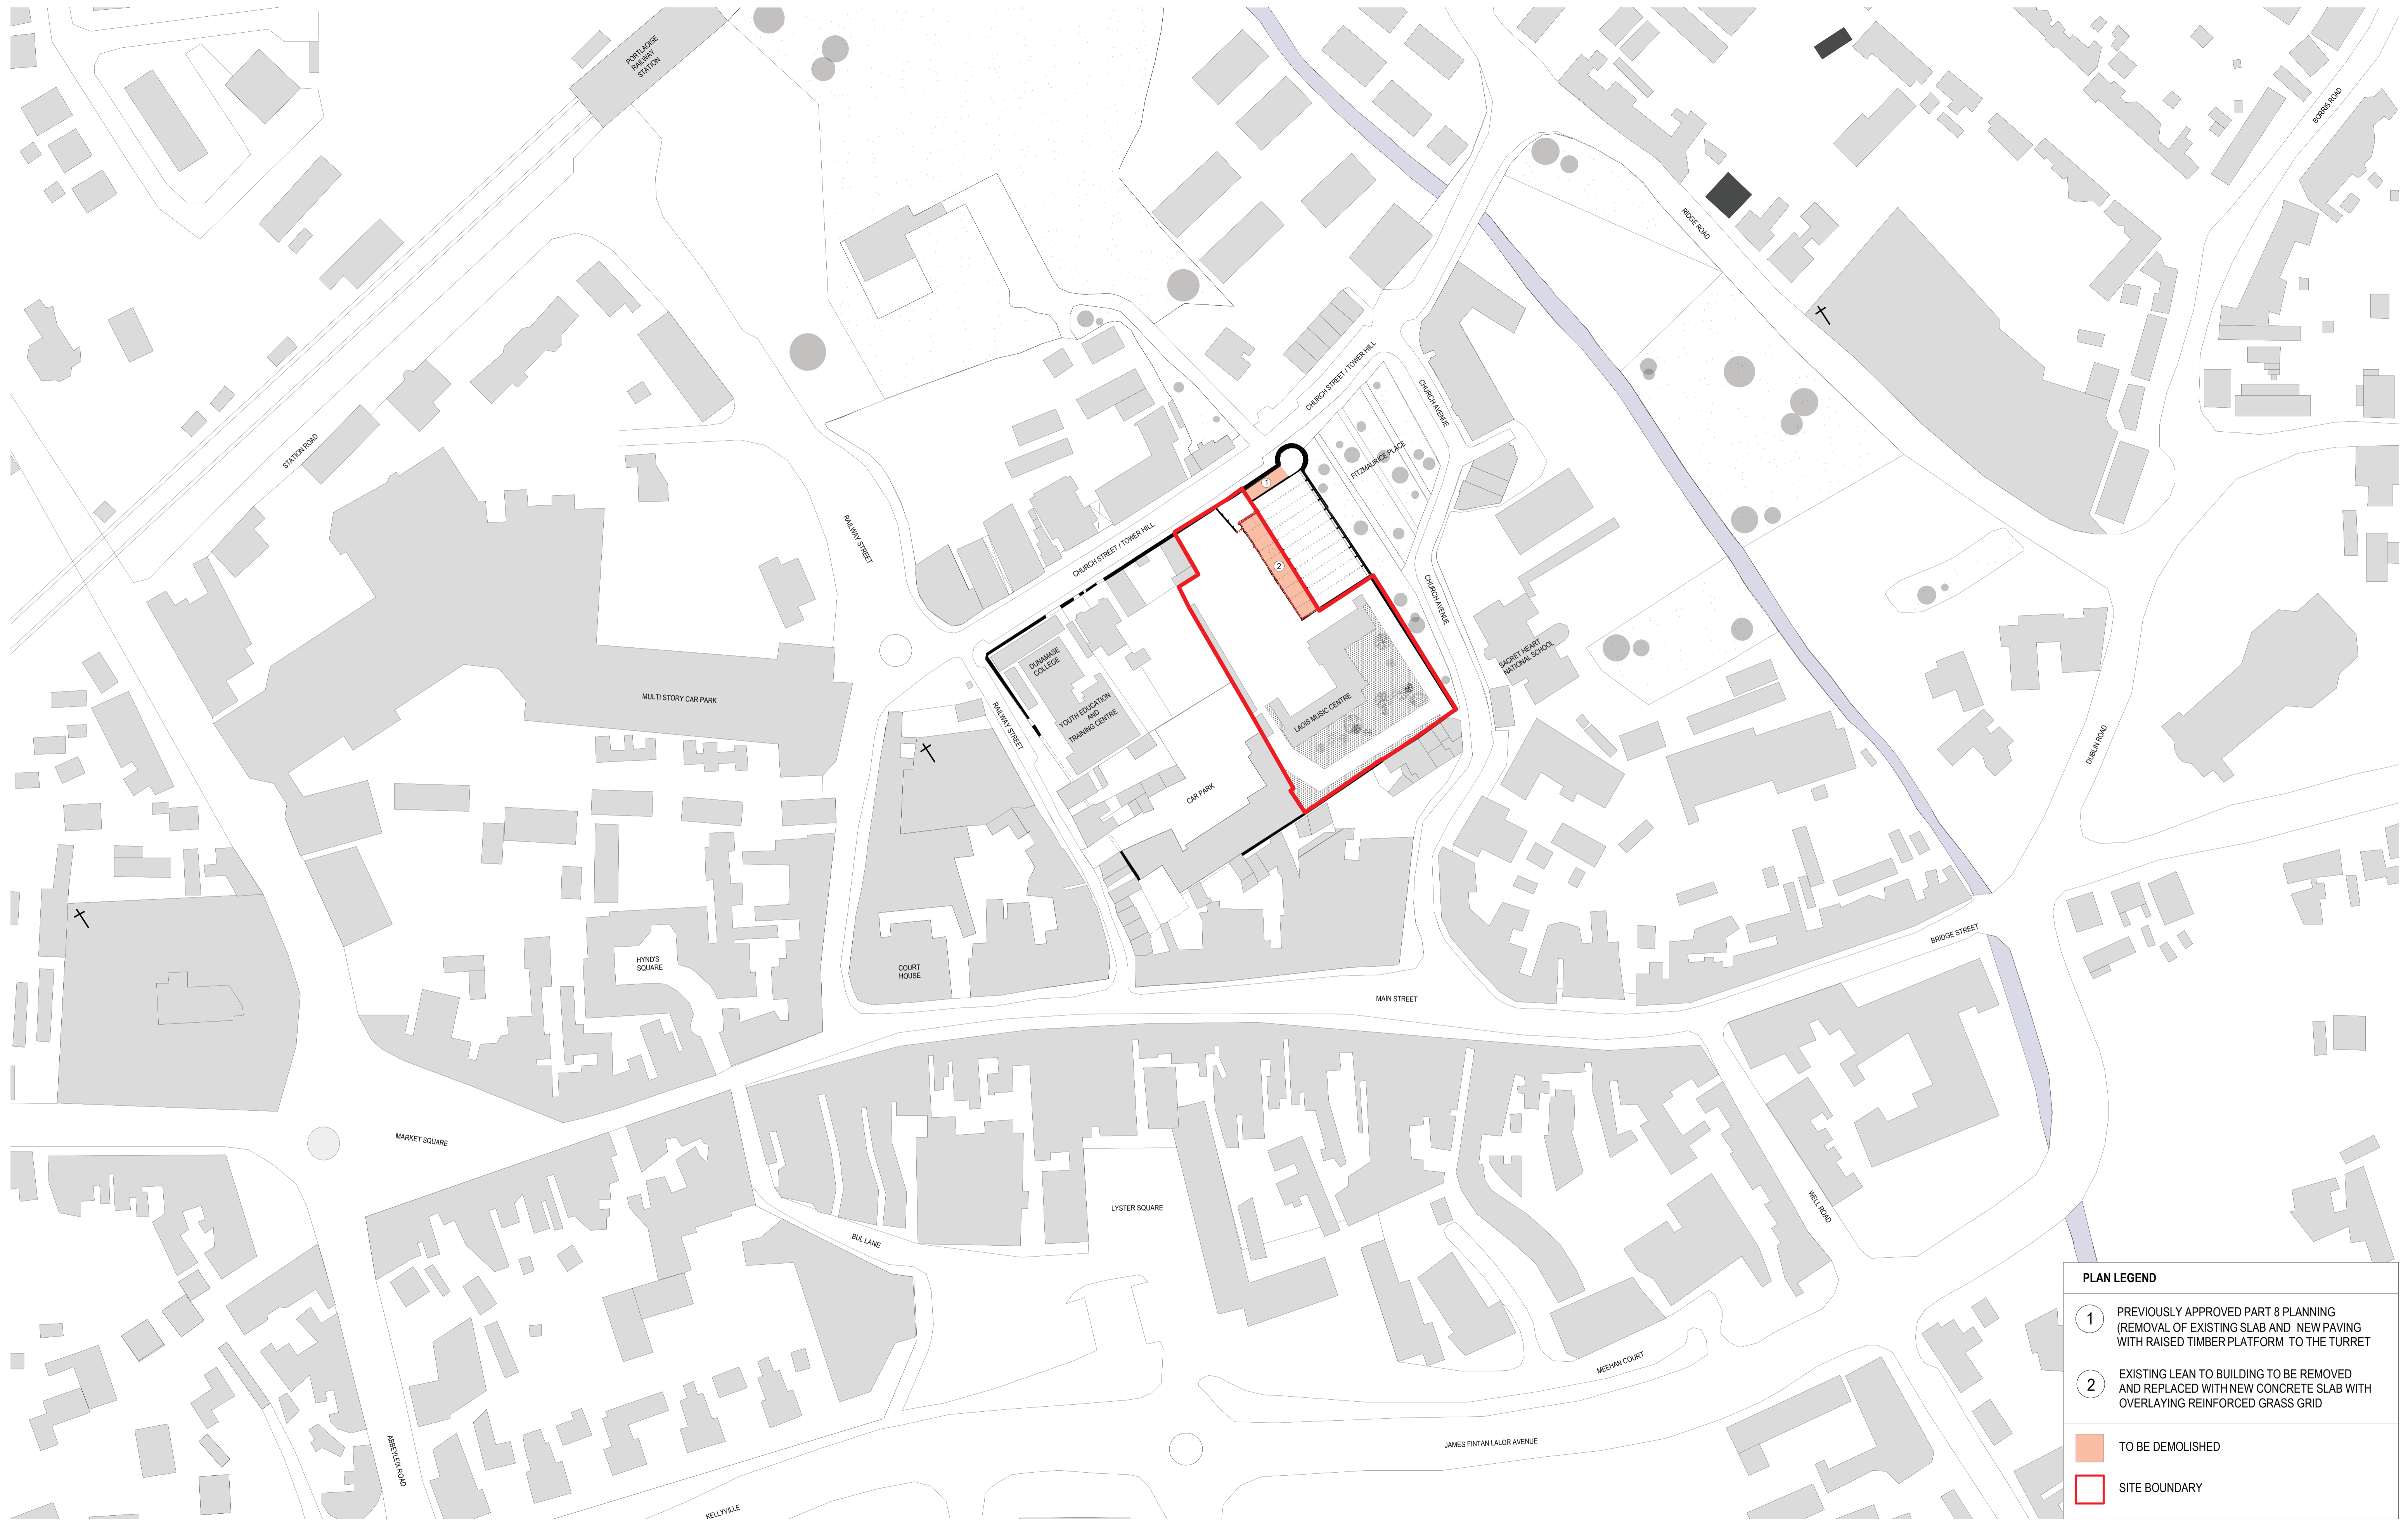 PORTLAOISE
RAILWAY
STATION
BORRIS ROAD
RIDGE ROAD
STATION ROAD
CHURCH STREET / TOWER HILL
CHURCH AVENUE
FITZMAURICE PLACE
1
RAILWAY STREET
CHURCH STREET / TOWER HILL
2
CHURCH AVENUE
DUNAMASE
COLLEGE
SACRET HEART
NATIONAL SCHOOL
MULTI STORY CAR PARK
YOUTH EDUCATION
AND
TRAINING CENTRE
RAILWAY STREET
LAOIS MUSIC CENTRE
DUBLIN ROAD
CAR PARK
BRIDGE STREET
HYND'S
SQUARE
COURT
HOUSE
MAIN STREET
MARKET SQUARE
LYSTER SQUARE
WELL ROAD
BUL LANE
MEEHAN COURT
ABBEYLEIX ROAD
JAMES FINTAN LALOR AVENUE
KELLYVILLE
PLAN LEGEND
1
PREVIOUSLY APPROVED PART 8 PLANNING
(REMOVAL OF EXISTING SLAB AND NEW PAVING
WITH RAISED TIMBER PLATFORM TO THE TURRET
2
EXISTING LEAN TO BUILDING TO BE REMOVED
AND REPLACED WITH NEW CONCRETE SLAB WITH
OVERLAYING REINFORCED GRASS GRID
TO BE DEMOLISHED
SITE BOUNDARY